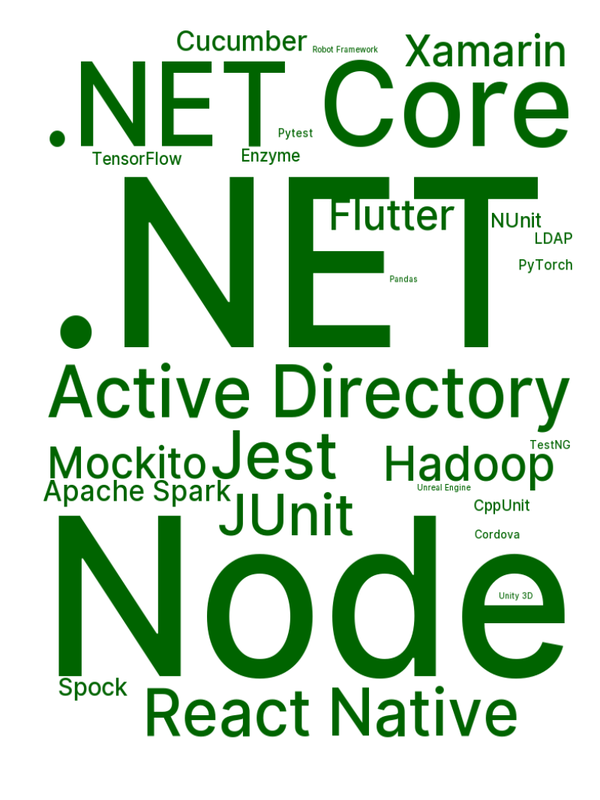 Cucumber
Robot Framework
Xamarin
.NET Core
Pytest
TensorFlow
Enzyme
.NET
Flutter
NUnit
LDAP
PyTorch
Pandas
Active Directory
Jest
TestNG
Mockito
Hadoop
Apache Spark
Unreal Engine
JUnit
CppUnit
Cordova
Node
Unity 3D
Spock
React Native